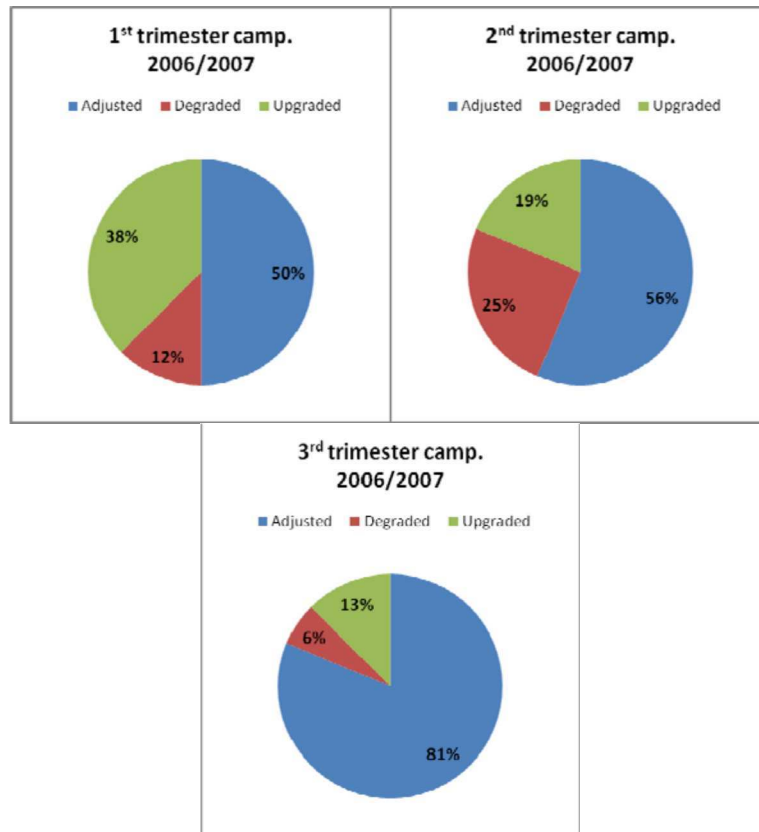 1st trimester camp.
2006/2007
Adjusted Degraded Upgraded
38%
50%
12%
2nd trimester camp.
2006/2007
Adjusted Degraded Upgraded
19%
25%
56%
3rd trimester camp.
2006/2007
Adjusted Degraded Upgraded
13%
6%
81%